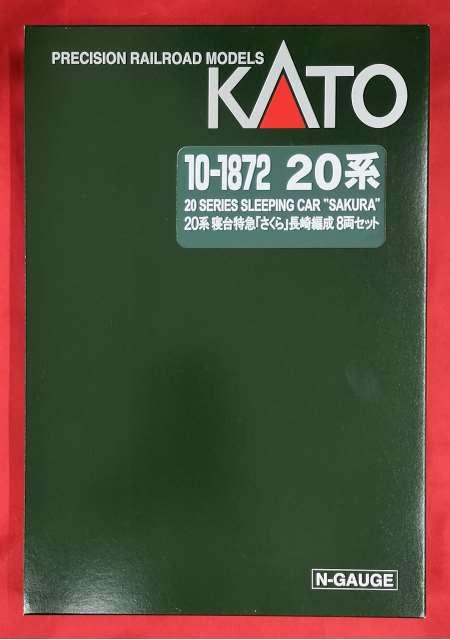 PRECISION RAILROAD MODELS
KATO
10-1872 20系
20 SERIES SLEEPING CAR "SAKURA"
20系 寝台特急「さくら」長崎編成 8両セット
N-GAUGE